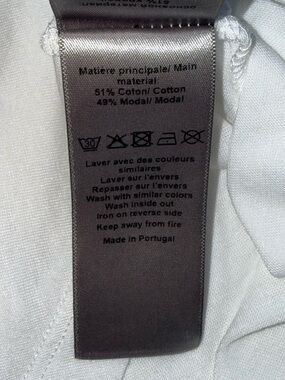 Matiere principale/ Main
material
51% Coton/ Cotton
49% Modal/ Modal
30
Laver avec des couleurs
similaires
Laver sur l'envers
Repasser sur l'envers
Wash with similar colors
Wash inside out
Iron on reverse side
Keep away from fire
Made in Portugal